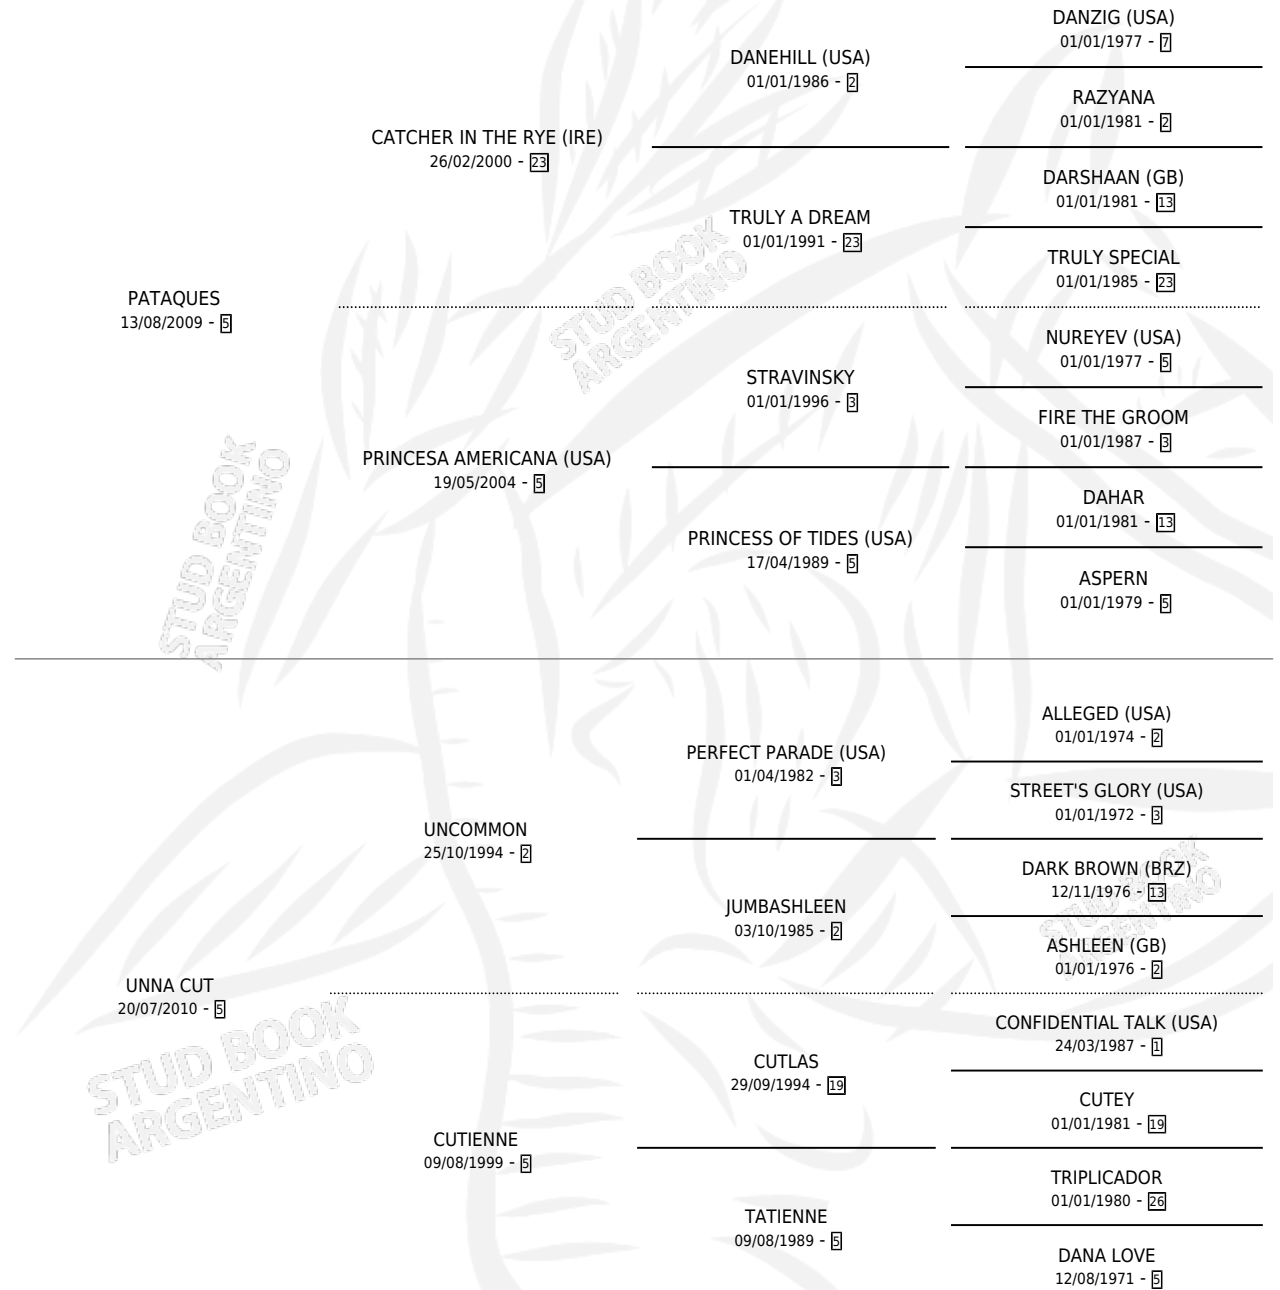 DANZIG (USA)
01/01/1977 - 7
DANEHILL (USA)
01/01/1986 - 2
RAZYANA
01/01/1981 - 2
CATCHER IN THE RYE (IRE)
26/02/2000 - 23
DARSHAAN (GB)
01/01/1981 - 13
TRULY A DREAM
01/01/1991 - 23
TRULY SPECIAL
01/01/1985 - 23
PATAQUES
13/08/2009 - 5
NUREYEV (USA)
01/01/1977 - 5
STRAVINSKY
01/01/1996 - 3
FIRE THE GROOM
01/01/1987 - 3
PRINCESA AMERICANA (USA)
19/05/2004 - 5
DAHAR
01/01/1981 - 13
PRINCESS OF TIDES (USA)
17/04/1989 - 5
ASPERN
01/01/1979 - 5
ALLEGED (USA)
01/01/1974 - 2
PERFECT PARADE (USA)
01/04/1982 - 3
STREET'S GLORY (USA)
01/01/1972 - 3
UNCOMMON
25/10/1994 - 2
DARK BROWN (BRZ)
12/11/1976 - 13
JUMBASHLEEN
03/10/1985 - 2
ASHLEEN (GB)
01/01/1976 - 2
UNNA CUT
20/07/2010 - 5
CONFIDENTIAL TALK (USA)
24/03/1987 - 1
CUTLAS
29/09/1994 - 19
CUTEY
01/01/1981 - 19
CUTIENNE
09/08/1999 - 5
TRIPLICADOR
01/01/1980 - 26
TATIENNE
09/08/1989 - 5
DANA LOVE
12/08/1971 - 5
STUD BOOK
ARGENTINO
STUD BOOK
ARGENTINO
STUD BOOK
ARGENTINO
STUD BOOK
ARGENTINO